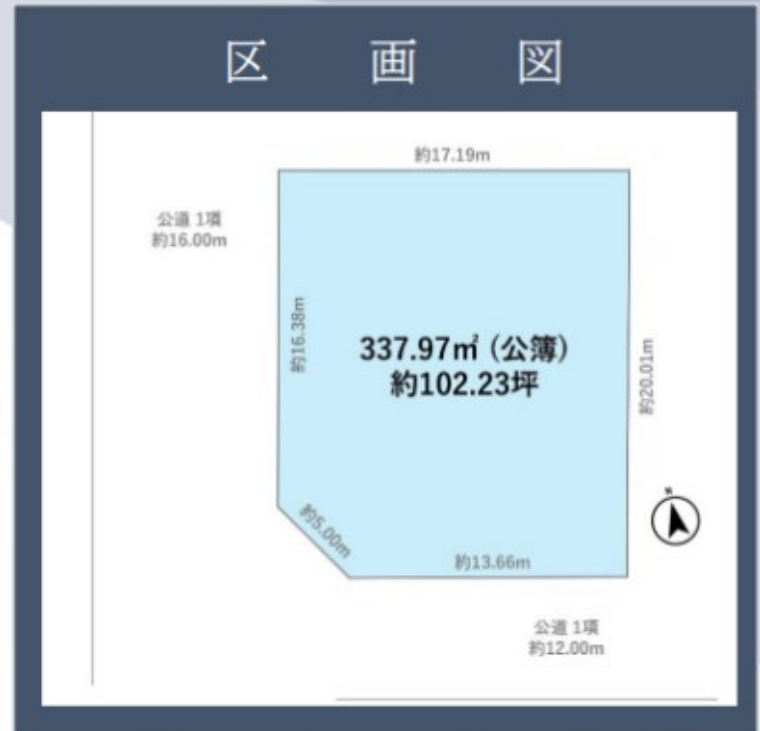 区画図
約17.19m
公道 1項
約16.00m
約16.38m
337.97㎡ (公簿)
約102.23坪
約20.01m
N
約5.00m
約13.66m
公道 1項
約12.00m